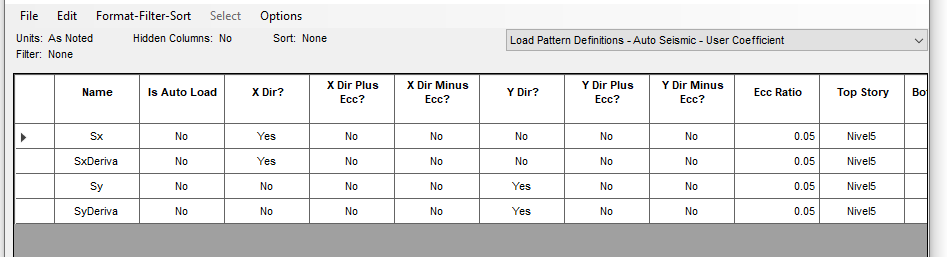 File Edit Format-Filter-Sort Select Options
Units: As Noted Hidden Columns: No Sort: None Load Pattern Definitions - Auto Seismic - User Coefficient
Filter: None
Name Is Auto Load X Dir? X Dir Plus Ecc? X Dir Minus Ecc? Y Dir? Y Dir Plus Ecc? Y Dir Minus Ecc? Ecc Ratio Top Story Bo
Sx No Yes No No No No No 0.05 Nivel5
SxDeriva No Yes No No No No No 0.05 Nivel5
Sy No No No No Yes No No 0.05 Nivel5
SyDeriva No No No No Yes No No 0.05 Nivel5